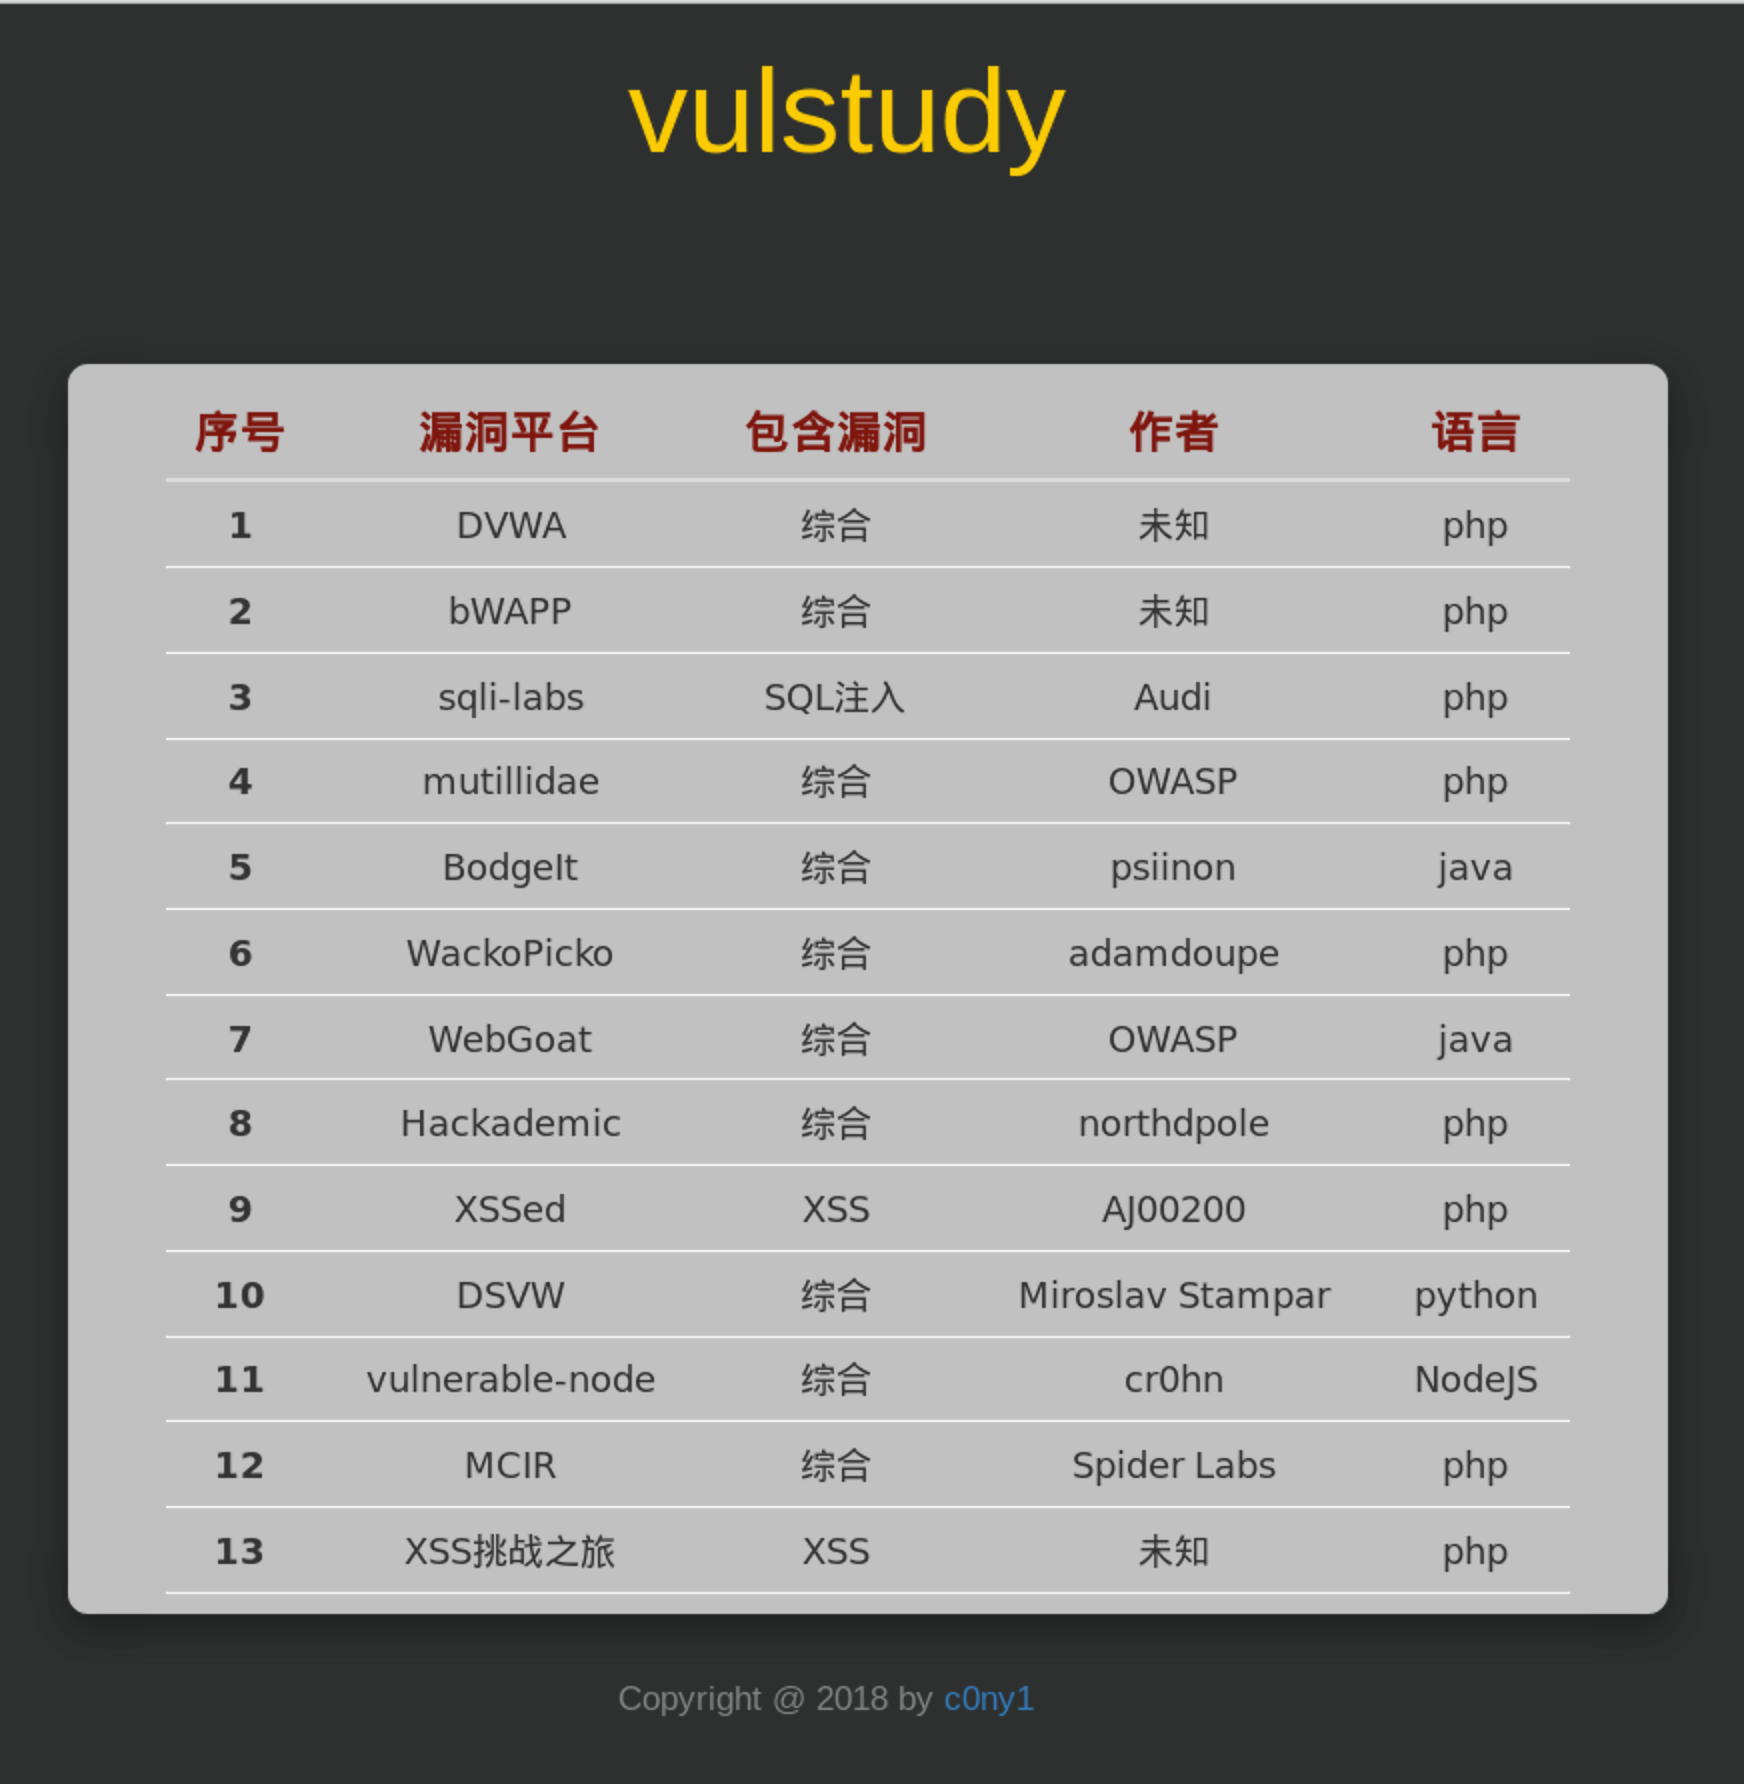 vulstudy
序号 漏洞平台 包含漏洞 作者 语言
1 DVWA 综合 未知 php
2 bWAPP 综合 未知 php
3 sqli-labs SQL注入 Audi php
4 mutillidae 综合 OWASP php
5 BodgeIt 综合 psiinon java
6 WackoPicko 综合 adamdoupe php
7 WebGoat 综合 OWASP java
8 Hackademic 综合 northdpole php
9 XSSed XSS AJ00200 php
10 DSVW 综合 Miroslav Stampar python
11 vulnerable-node 综合 cr0hn NodeJS
12 MCIR 综合 Spider Labs php
13 XSS挑战之旅 XSS 未知 php
Copyright @ 2018 by c0ny1